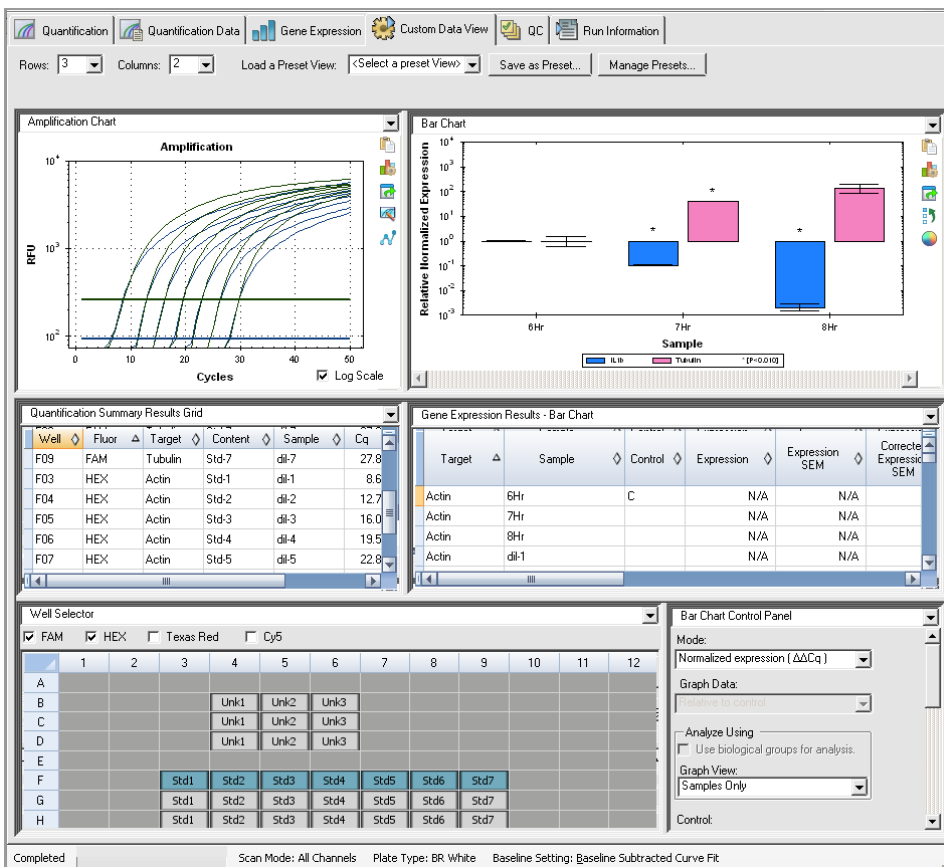 Quantification Quantification Data Gene Expression Custom Data View QC Run Information
Rows: 3 Columns: 2 Load a Preset View: <Select a preset View> Save as Preset... Manage Presets...
Amplification Chart
Amplification
10⁴
10³
10²
RFU
0 10 20 30 40 50
Cycles
Log Scale
Bar Chart
10⁴
10³
10²
10¹
10⁰
10⁻¹
10⁻²
10⁻³
Relative Normalized Expression
* * * 
6Hr 7Hr 8Hr
Sample
IL1b Tubulin * [P<0.010]
Quantification Summary Results Grid
Well Fluor Target Content Sample Cq
F09 FAM Tubulin Std-7 dil-7 27.8
F03 HEX Actin Std-1 dil-1 8.6
F04 HEX Actin Std-2 dil-2 12.7
F05 HEX Actin Std-3 dil-3 16.0
F06 HEX Actin Std-4 dil-4 19.5
F07 HEX Actin Std-5 dil-5 22.8
Gene Expression Results - Bar Chart
Target Sample Control Expression Expression SEM Correcte Expressio SEM
Actin 6Hr C N/A N/A
Actin 7Hr N/A N/A
Actin 8Hr N/A N/A
Actin dil-1 N/A N/A
Well Selector
FAM HEX Texas Red Cy5
1 2 3 4 5 6 7 8 9 10 11 12
A
B Unk1 Unk2 Unk3
C Unk1 Unk2 Unk3
D Unk1 Unk2 Unk3
E
F Std1 Std2 Std3 Std4 Std5 Std6 Std7
G Std1 Std2 Std3 Std4 Std5 Std6 Std7
H Std1 Std2 Std3 Std4 Std5 Std6 Std7
Bar Chart Control Panel
Mode:
Normalized expression ( ΔΔCq )
Graph Data:
Relative to control
Analyze Using
Use biological groups for analysis.
Graph View:
Samples Only
Control:
Completed Scan Mode: All Channels Plate Type: BR White Baseline Setting: Baseline Subtracted Curve Fit